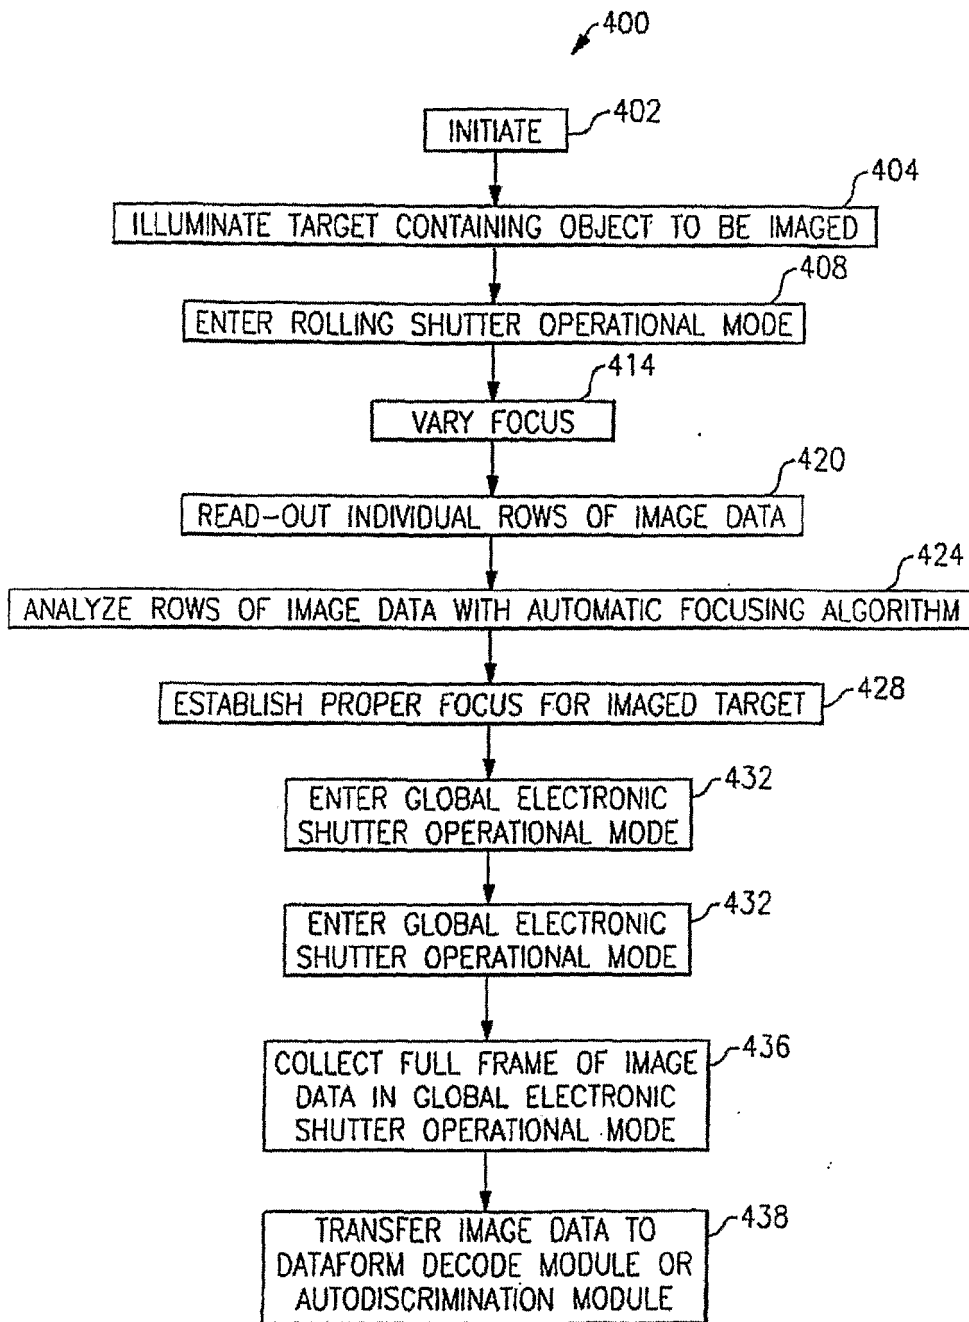 400
INITIATE
402
404
ILLUMINATE TARGET CONTAINING OBJECT TO BE IMAGED
408
ENTER ROLLING SHUTTER OPERATIONAL MODE
414
VARY FOCUS
420
READ-OUT INDIVIDUAL ROWS OF IMAGE DATA
424
ANALYZE ROWS OF IMAGE DATA WITH AUTOMATIC FOCUSING ALGORITHM
ESTABLISH PROPER FOCUS FOR IMAGED TARGET
428
432
ENTER GLOBAL ELECTRONIC
SHUTTER OPERATIONAL MODE
432
ENTER GLOBAL ELECTRONIC
SHUTTER OPERATIONAL MODE
436
COLLECT FULL FRAME OF IMAGE
DATA IN GLOBAL ELECTRONIC
SHUTTER OPERATIONAL MODE
438
TRANSFER IMAGE DATA TO
DATAFORM DECODE MODULE OR
AUTODISCRIMINATION MODULE